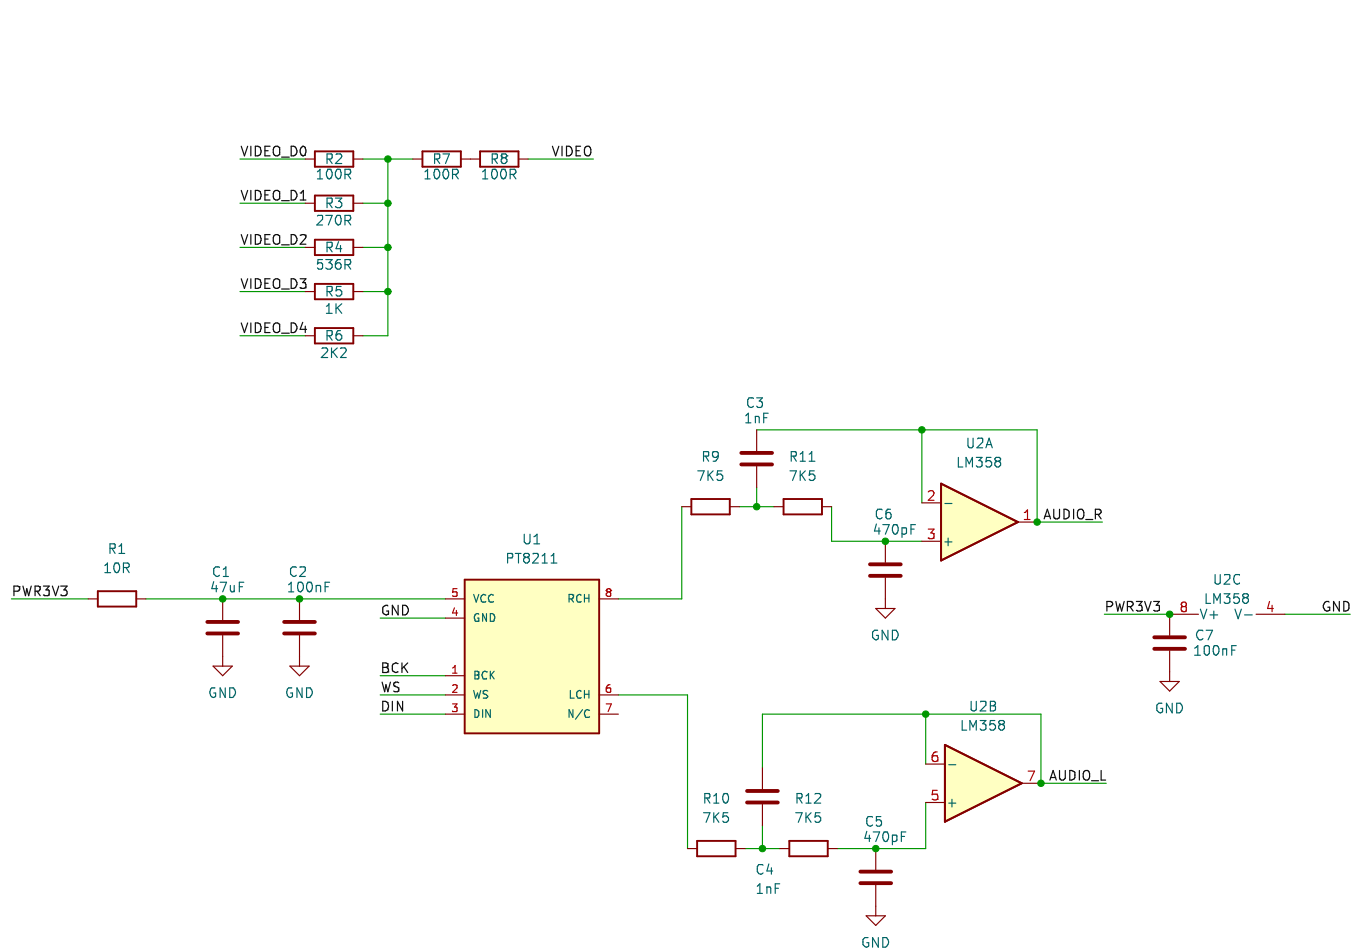 VIDEO_D0
R2
100R
R7
100R
R8
100R
VIDEO
VIDEO_D1
R3
270R
VIDEO_D2
R4
536R
VIDEO_D3
R5
1K
VIDEO_D4
R6
2K2
C3
1nF
R9
7K5
R11
7K5
U2A
LM358
2
−
3
+
1
AUDIO_R
C6
470pF
GND
PWR3V3
R1
10R
C1
47uF
GND
C2
100nF
GND
U1
PT8211
5
VCC
RCH
8
GND
4
GND
BCK
1
BCK
WS
2
WS
LCH
6
DIN
3
DIN
N/C
7
U2C
LM358
PWR3V3
8
V+
V−
4
GND
C7
100nF
GND
U2B
LM358
6
−
5
+
7
AUDIO_L
R10
7K5
R12
7K5
C4
1nF
C5
470pF
GND